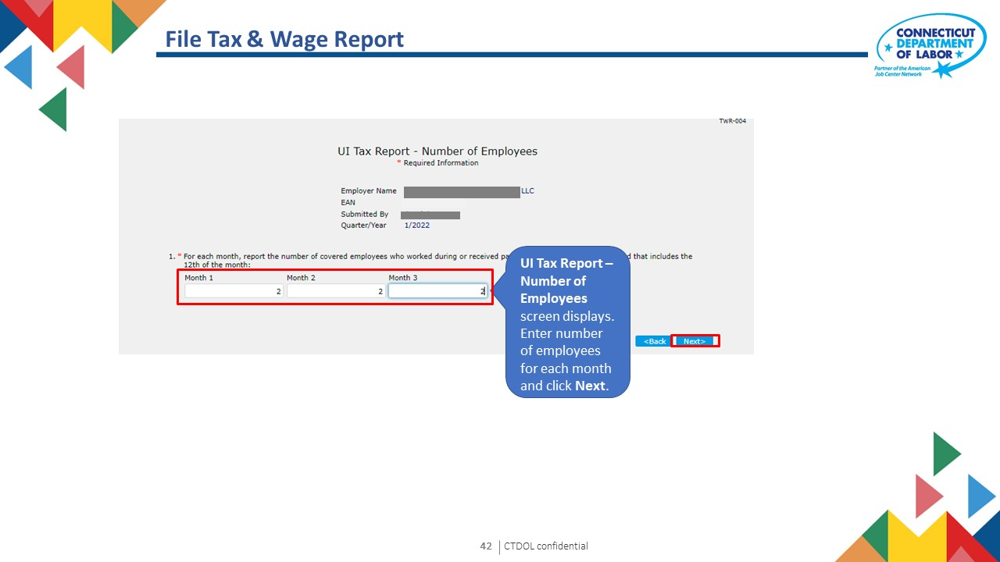 File Tax & Wage Report
CONNECTICUT
DEPARTMENT
OF LABOR
Partner of the American
Job Center Network
TWR-004
UI Tax Report - Number of Employees
* Required Information
Employer Name LLC
EAN
Submitted By
Quarter/Year 1/2022
1. * For each month, report the number of covered employees who worked during or received that includes the
12th of the month:
Month 1 Month 2 Month 3
2 2 2
UI Tax Report –
Number of
Employees
screen displays.
Enter number
of employees
for each month
and click Next.
<Back Next>
42 CTDOL confidential